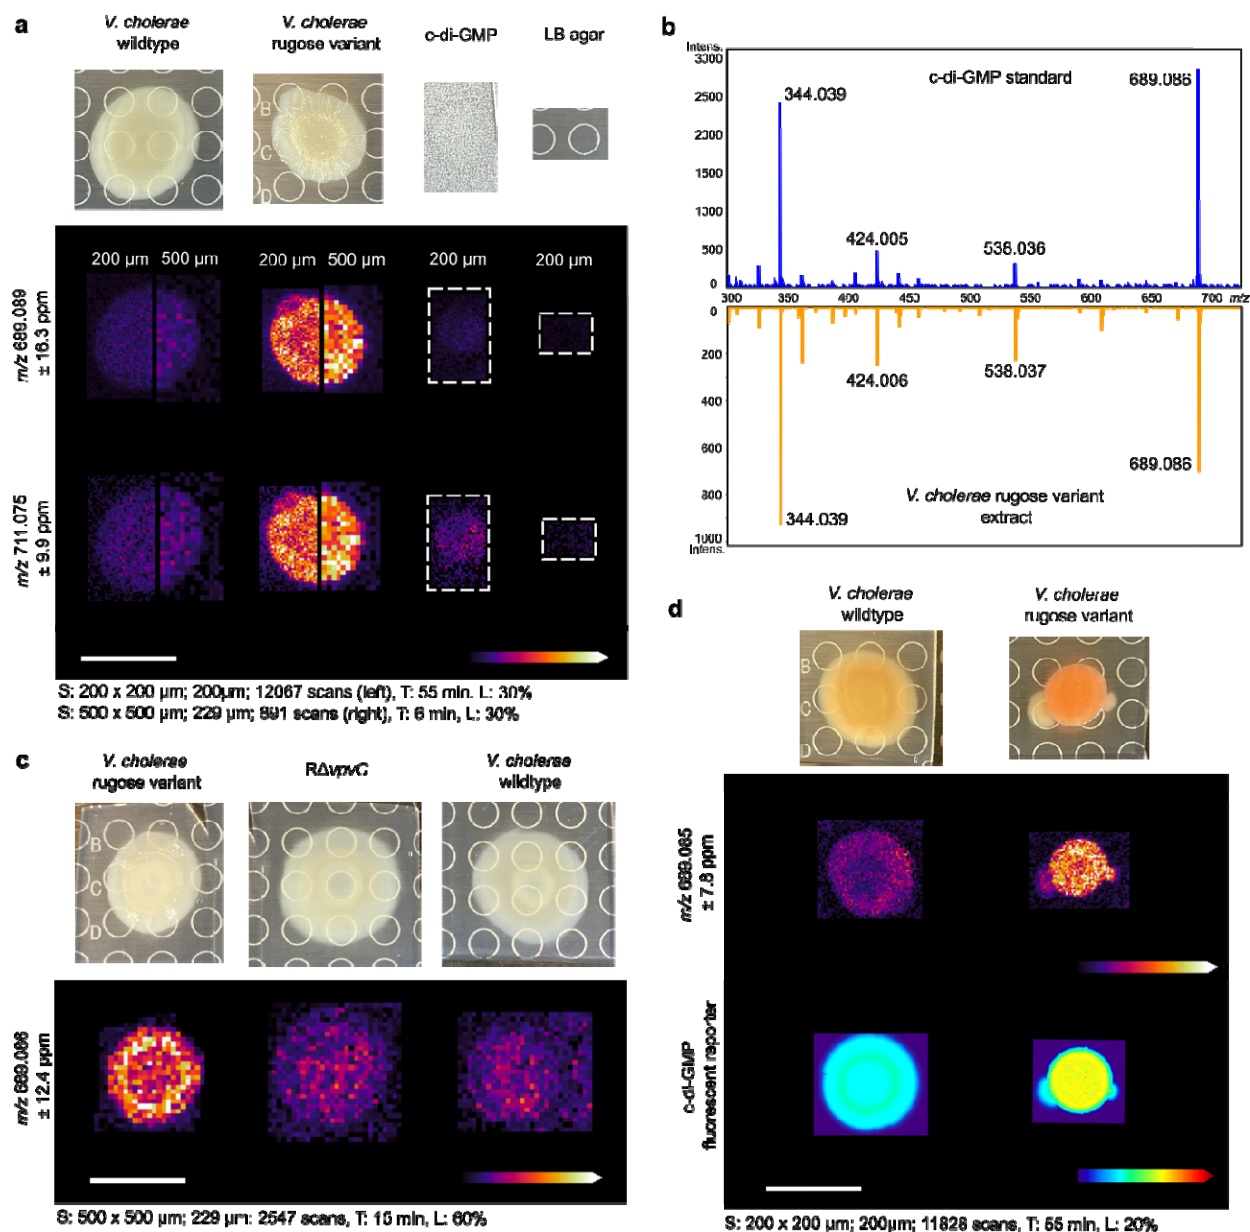 a
V. cholerae
wildtype
V. cholerae
rugose variant
c-di-GMP
LB agar
B
C
D
200 µm
500 µm
200 µm
500 µm
200 µm
200 µm
m/z 689.089
± 16.3 ppm
m/z 711.075
± 9.9 ppm
S: 200 x 200 µm; 200µm; 12067 scans (left), T: 55 min. L: 30%
S: 500 x 500 µm; 229 µm; 891 scans (right), T: 6 min, L: 30%
b
Intens.
3000
2500
2000
1500
1000
500
0
c-di-GMP standard
344.039
424.005
538.036
689.086
300 350 400 450 500 550 600 650 700 m/z
0
200
400
600
800
1000
Intens.
424.006
538.037
689.086
344.039
V. cholerae rugose variant
extract
c
V. cholerae
rugose variant
RΔvpvC
V. cholerae
wildtype
B
C
D
m/z 689.086
± 12.4 ppm
S: 500 x 500 µm; 229 µm: 2547 scans, T: 15 min, L: 60%
d
V. cholerae
wildtype
V. cholerae
rugose variant
B
C
D
m/z 689.085
± 7.8 ppm
c-di-GMP
fluorescent reporter
S: 200 x 200 µm; 200µm; 11828 scans, T: 55 min, L: 20%